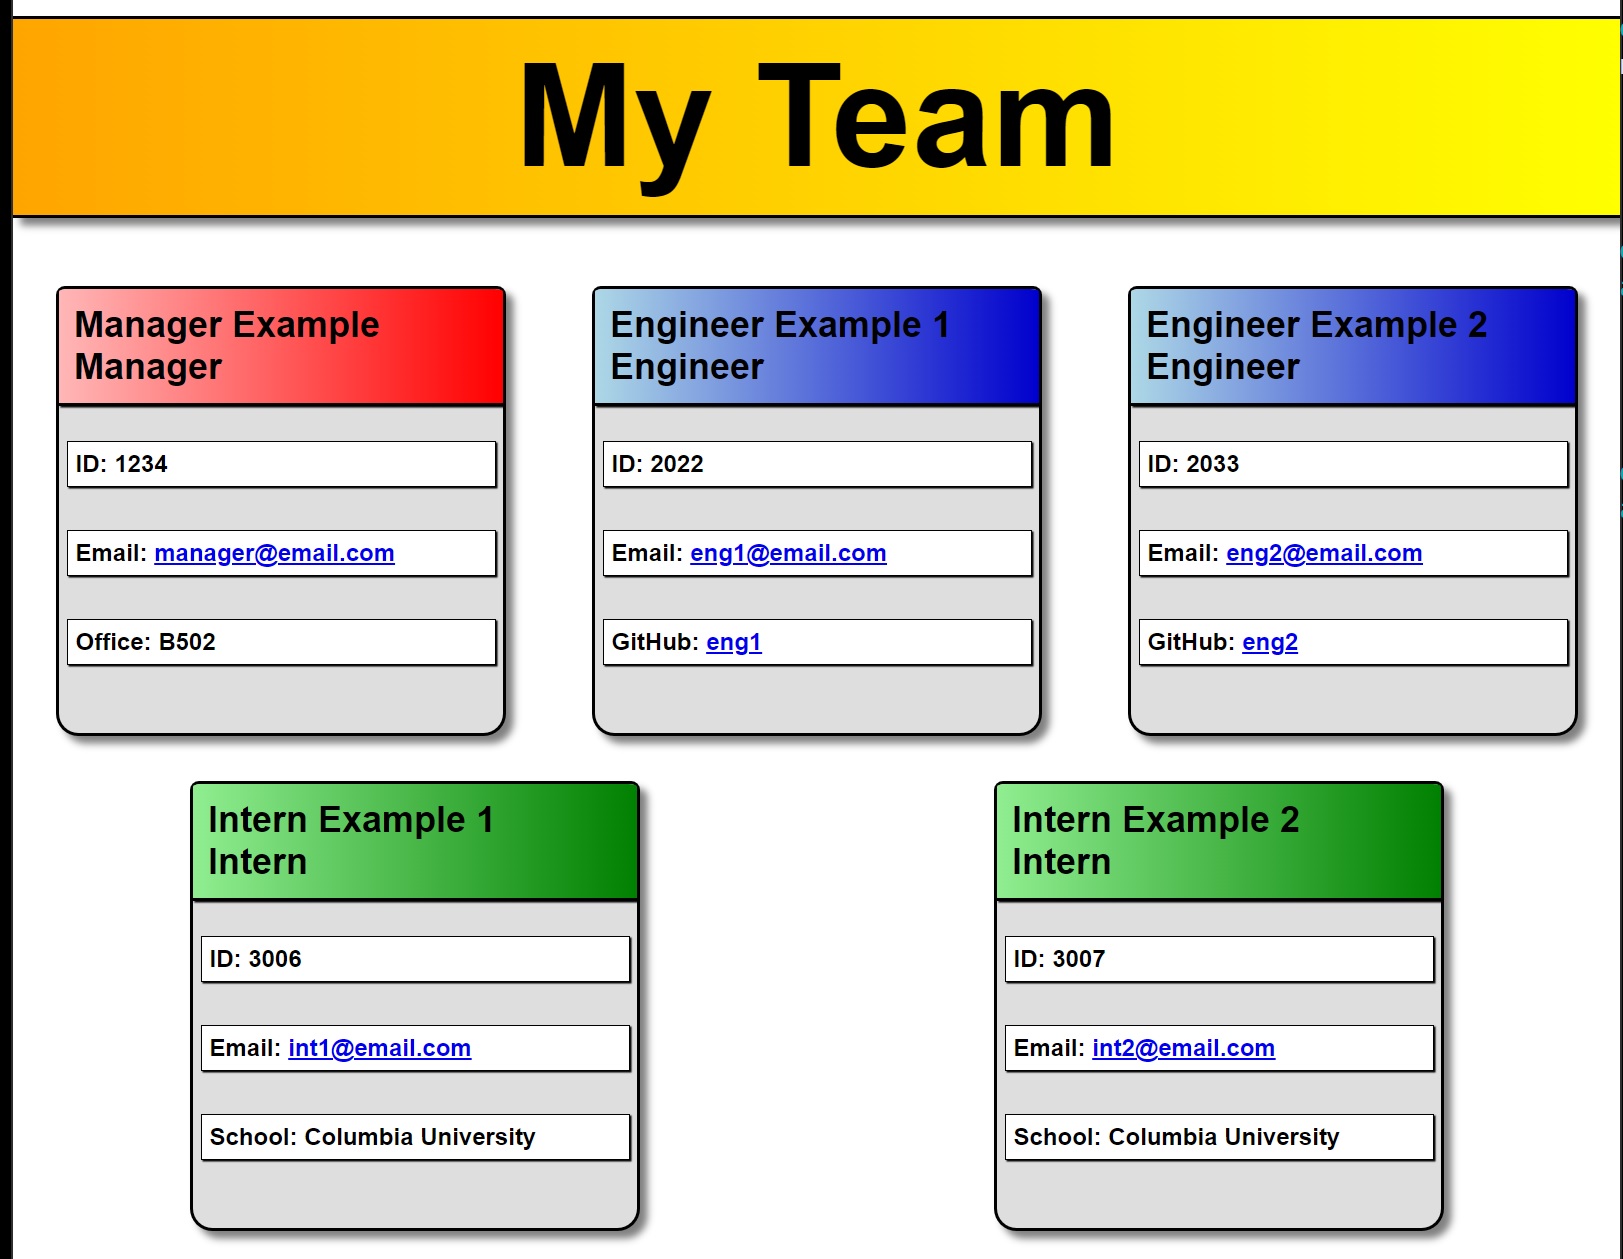 My Team
Manager Example
Manager
ID: 1234
Email: manager@email.com
Office: B502
Engineer Example 1
Engineer
ID: 2022
Email: eng1@email.com
GitHub: eng1
Engineer Example 2
Engineer
ID: 2033
Email: eng2@email.com
GitHub: eng2
Intern Example 1
Intern
ID: 3006
Email: int1@email.com
School: Columbia University
Intern Example 2
Intern
ID: 3007
Email: int2@email.com
School: Columbia University